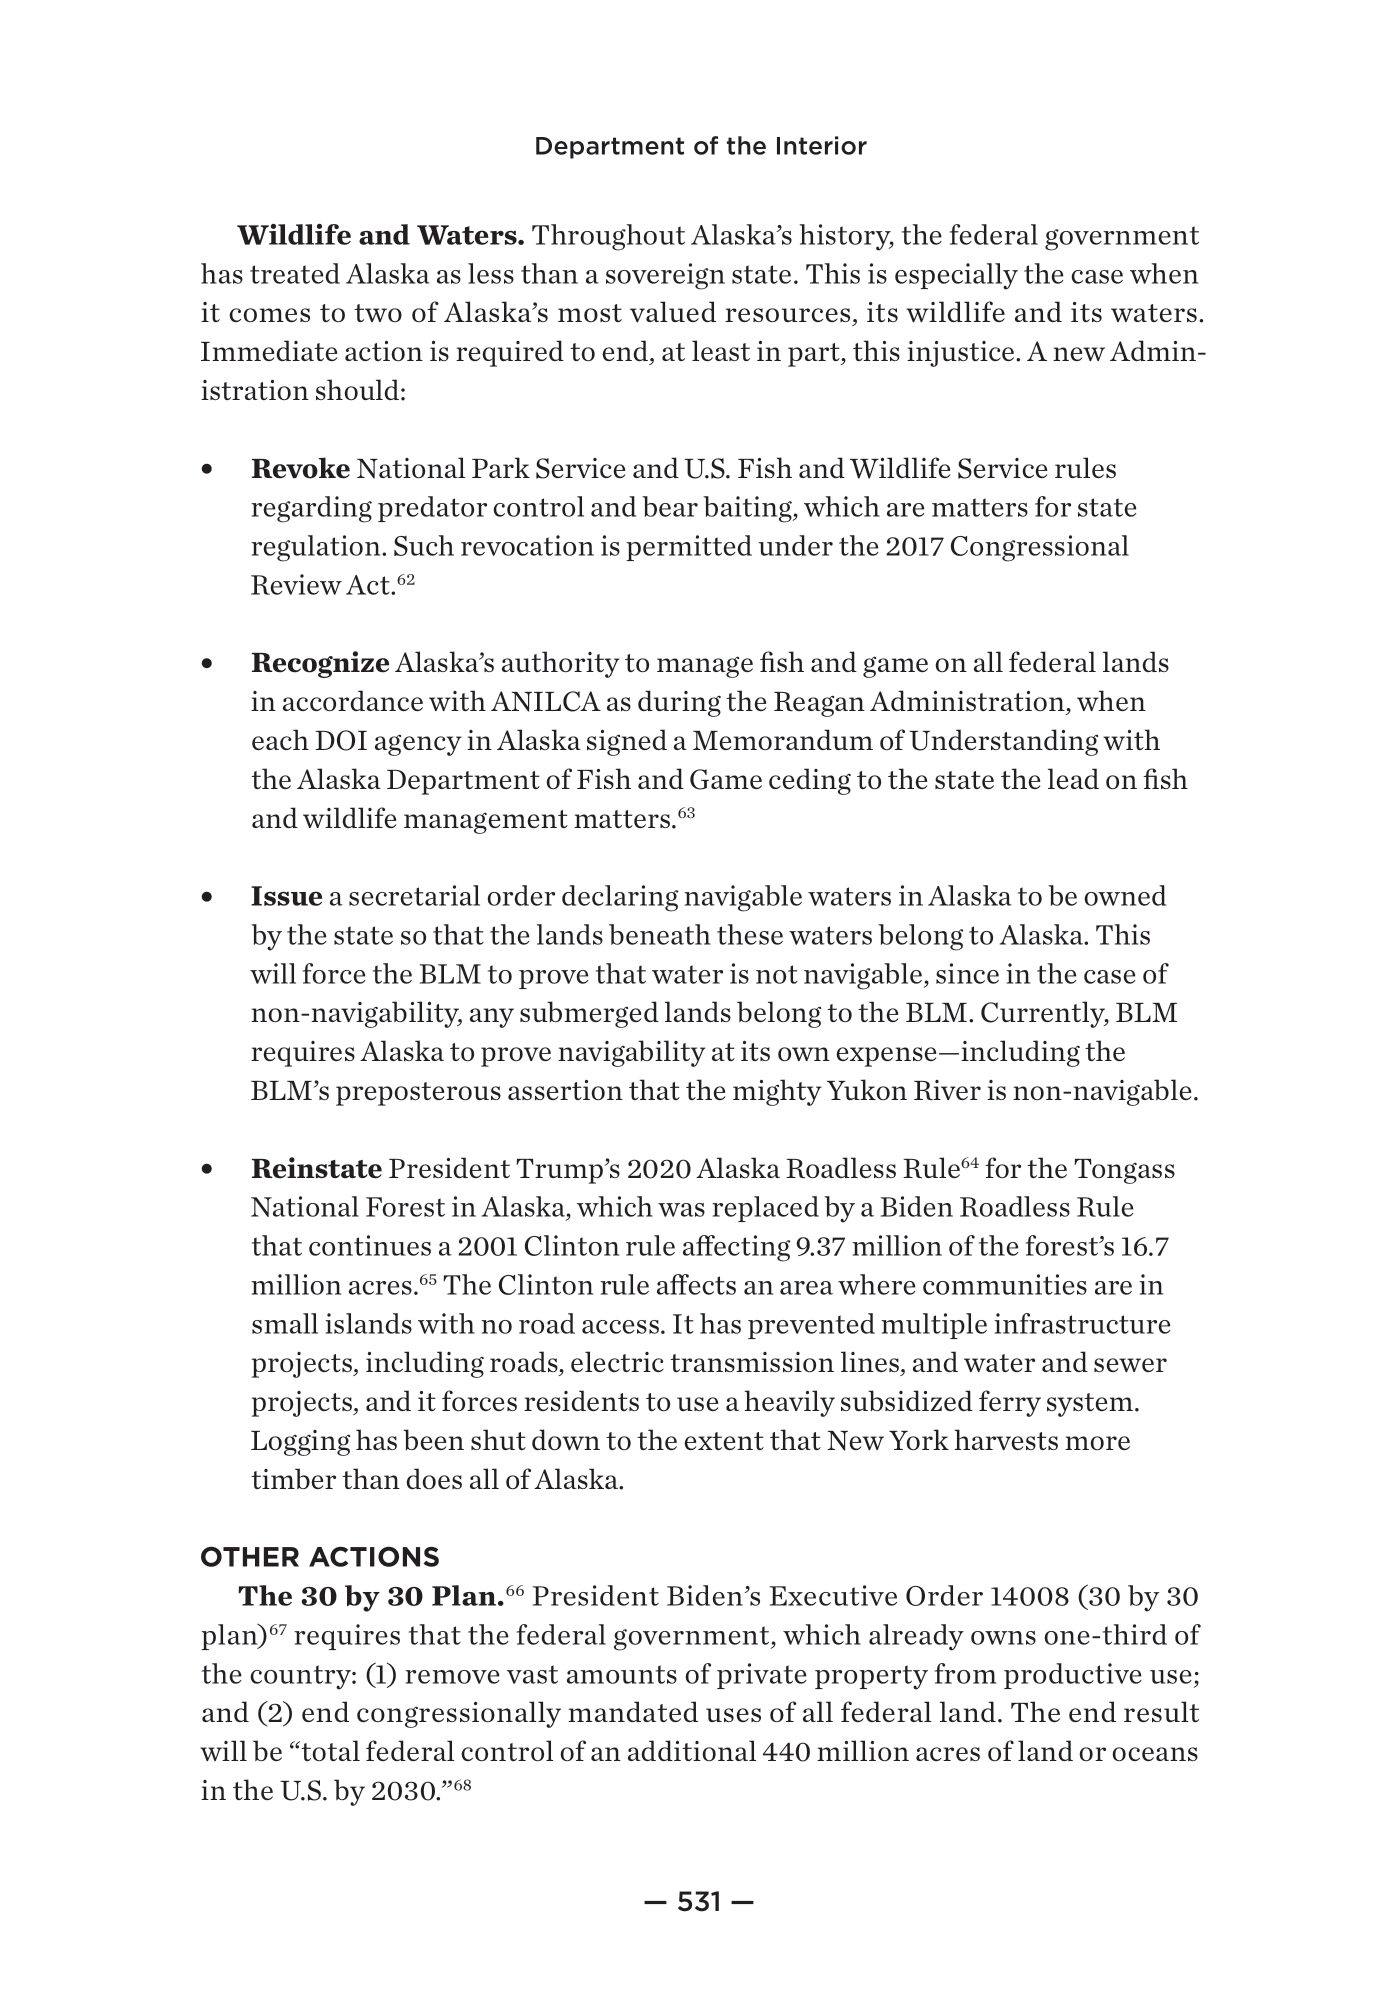 Department of the Interior
Wildlife and Waters. Throughout Alaska’s history, the federal government
has treated Alaska as less than a sovereign state. This is especially the case when
it comes to two of Alaska’s most valued resources, its wildlife and its waters.
Immediate action is required to end, at least in part, this injustice. A new Admin-
istration should:
• Revoke National Park Service and U.S. Fish and Wildlife Service rules
regarding predator control and bear baiting, which are matters for state
regulation. Such revocation is permitted under the 2017 Congressional
Review Act.62
• Recognize Alaska’s authority to manage fish and game on all federal lands
in accordance with ANILCA as during the Reagan Administration, when
each DOI agency in Alaska signed a Memorandum of Understanding with
the Alaska Department of Fish and Game ceding to the state the lead on fish
and wildlife management matters.63
• Issue a secretarial order declaring navigable waters in Alaska to be owned
by the state so that the lands beneath these waters belong to Alaska. This
will force the BLM to prove that water is not navigable, since in the case of
non-navigability, any submerged lands belong to the BLM. Currently, BLM
requires Alaska to prove navigability at its own expense—including the
BLM’s preposterous assertion that the mighty Yukon River is non-navigable.
• Reinstate President Trump’s 2020 Alaska Roadless Rule64 for the Tongass
National Forest in Alaska, which was replaced by a Biden Roadless Rule
that continues a 2001 Clinton rule affecting 9.37 million of the forest’s 16.7
million acres.65 The Clinton rule affects an area where communities are in
small islands with no road access. It has prevented multiple infrastructure
projects, including roads, electric transmission lines, and water and sewer
projects, and it forces residents to use a heavily subsidized ferry system.
Logging has been shut down to the extent that New York harvests more
timber than does all of Alaska.
OTHER ACTIONS
The 30 by 30 Plan.66 President Biden’s Executive Order 14008 (30 by 30
plan)67 requires that the federal government, which already owns one-third of
the country: (1) remove vast amounts of private property from productive use;
and (2) end congressionally mandated uses of all federal land. The end result
will be “total federal control of an additional 440 million acres of land or oceans
in the U.S. by 2030.”68
— 531 —